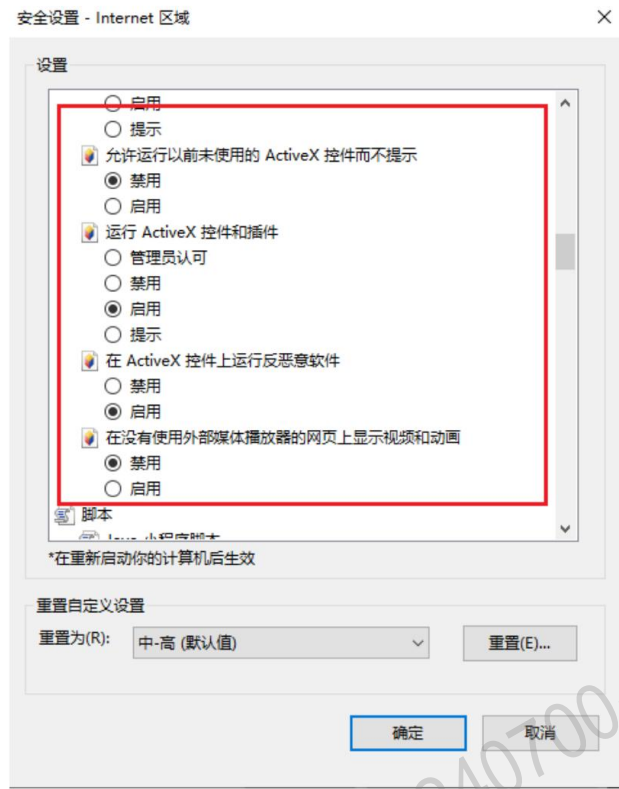 安全设置 - Internet 区域
设置
启用
提示
允许运行以前未使用的 ActiveX 控件而不提示
禁用
启用
运行 ActiveX 控件和插件
管理员认可
禁用
启用
提示
在 ActiveX 控件上运行反恶意软件
禁用
启用
在没有使用外部媒体播放器的网页上显示视频和动画
禁用
启用
脚本
Java 小程序脚本
*在重新启动你的计算机后生效
重置自定义设置
重置为(R):
中-高 (默认值)
重置(E)...
确定
取消